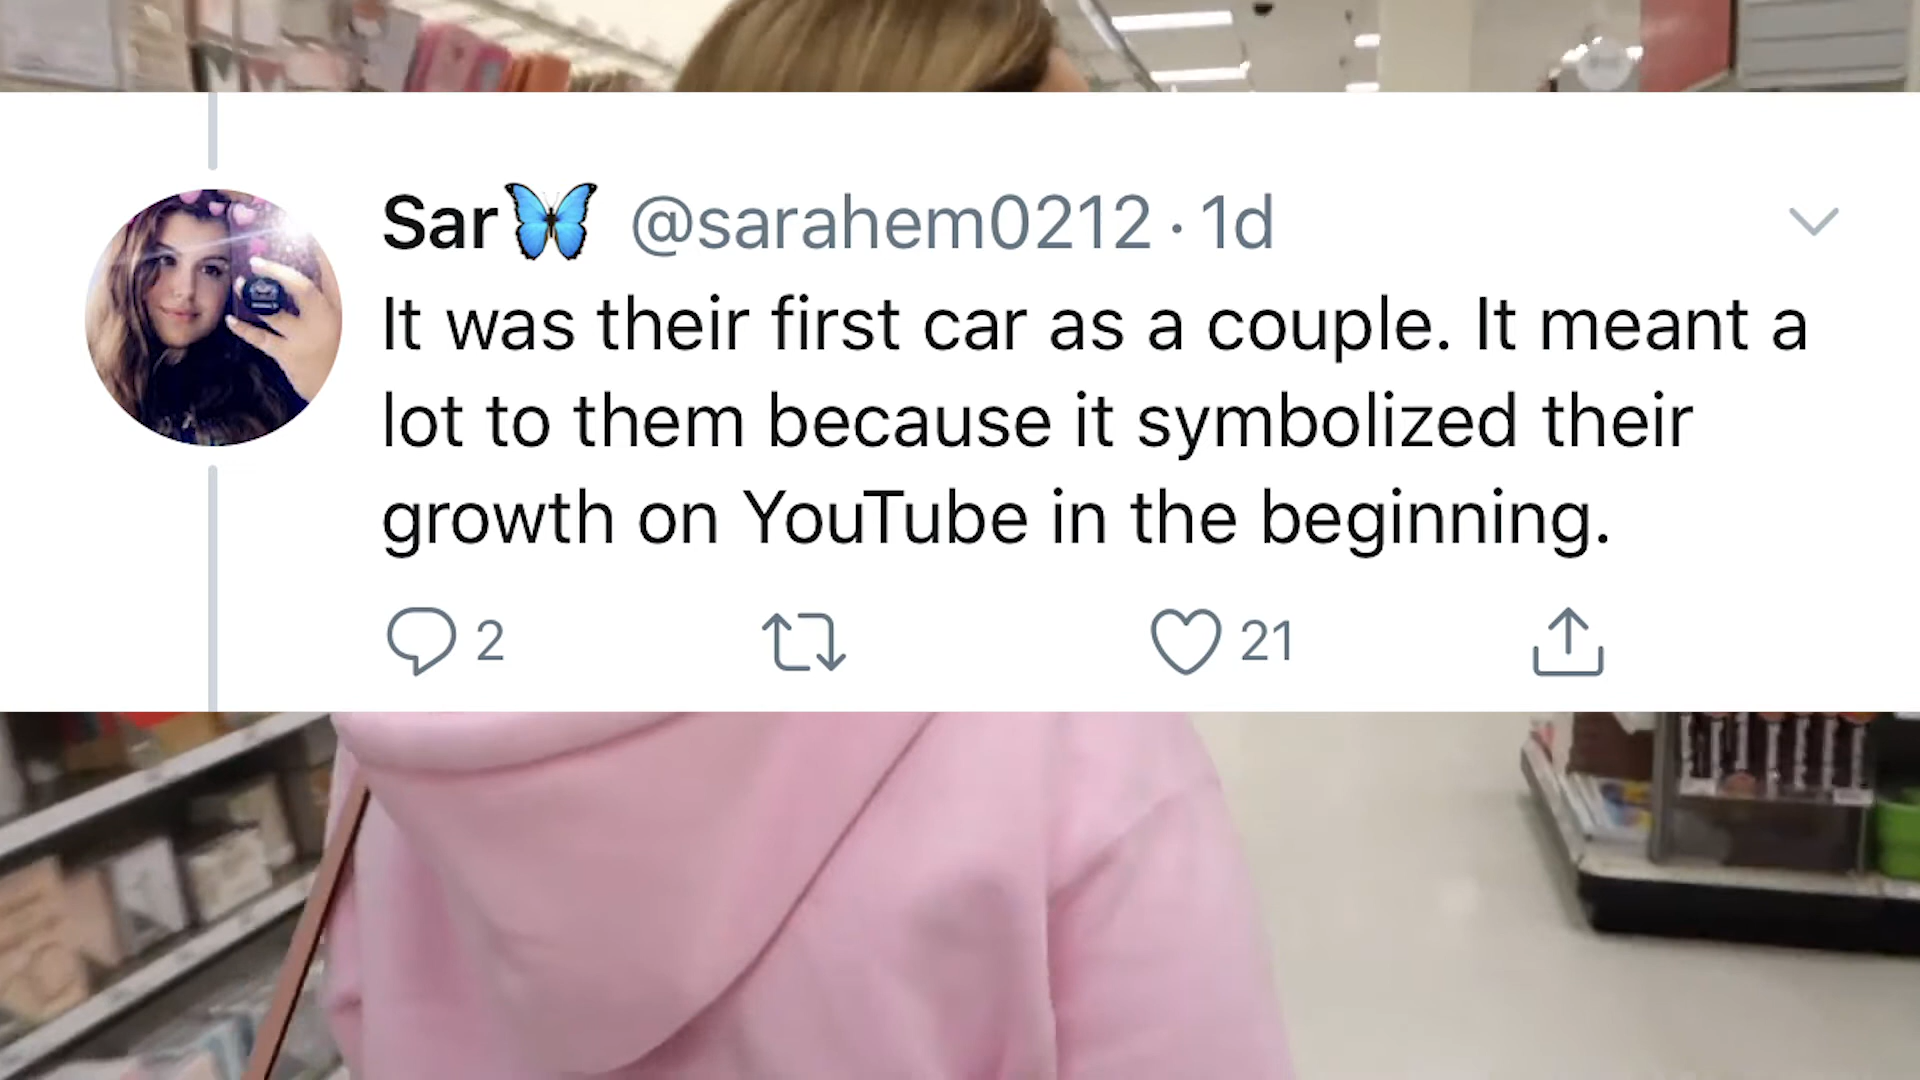 Sar🦋 @sarahem0212 · 1d
It was their first car as a couple. It meant a
lot to them because it symbolized their
growth on YouTube in the beginning.
2 21